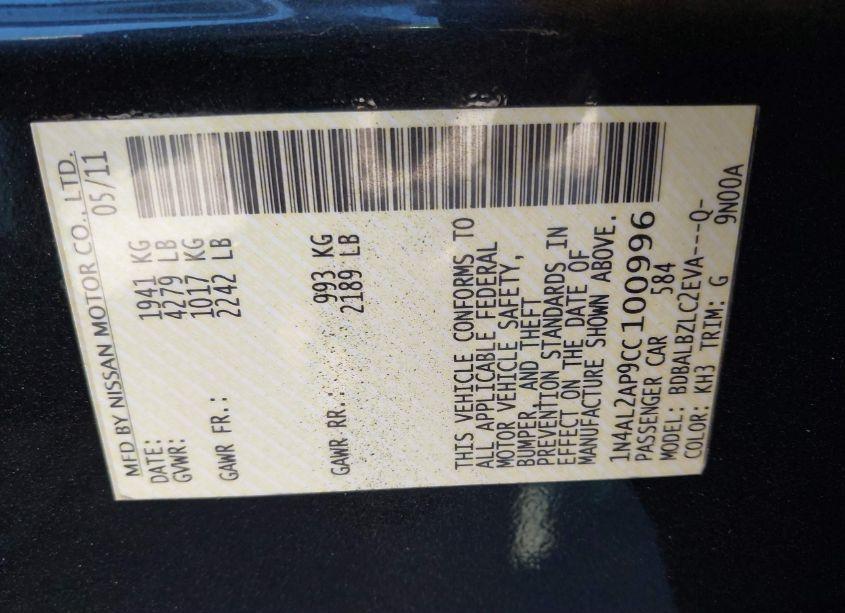 MFD BY NISSAN MOTOR CO., LTD.
DATE: 05/11
GVWR: 1941 KG
4279 LB
GAWR FR.: 1017 KG
2242 LB
GAWR RR.: 993 KG
2189 LB
THIS VEHICLE CONFORMS TO
ALL APPLICABLE FEDERAL
MOTOR VEHICLE SAFETY,
BUMPER, AND THEFT
PREVENTION STANDARDS IN
EFFECT ON THE DATE OF
MANUFACTURE SHOWN ABOVE.
1N4AL2AP9CC100996
PASSENGER CAR 584
MODEL: BDBALBZLC2EVA---Q-
COLOR: KH3 TRIM: G 9N00A